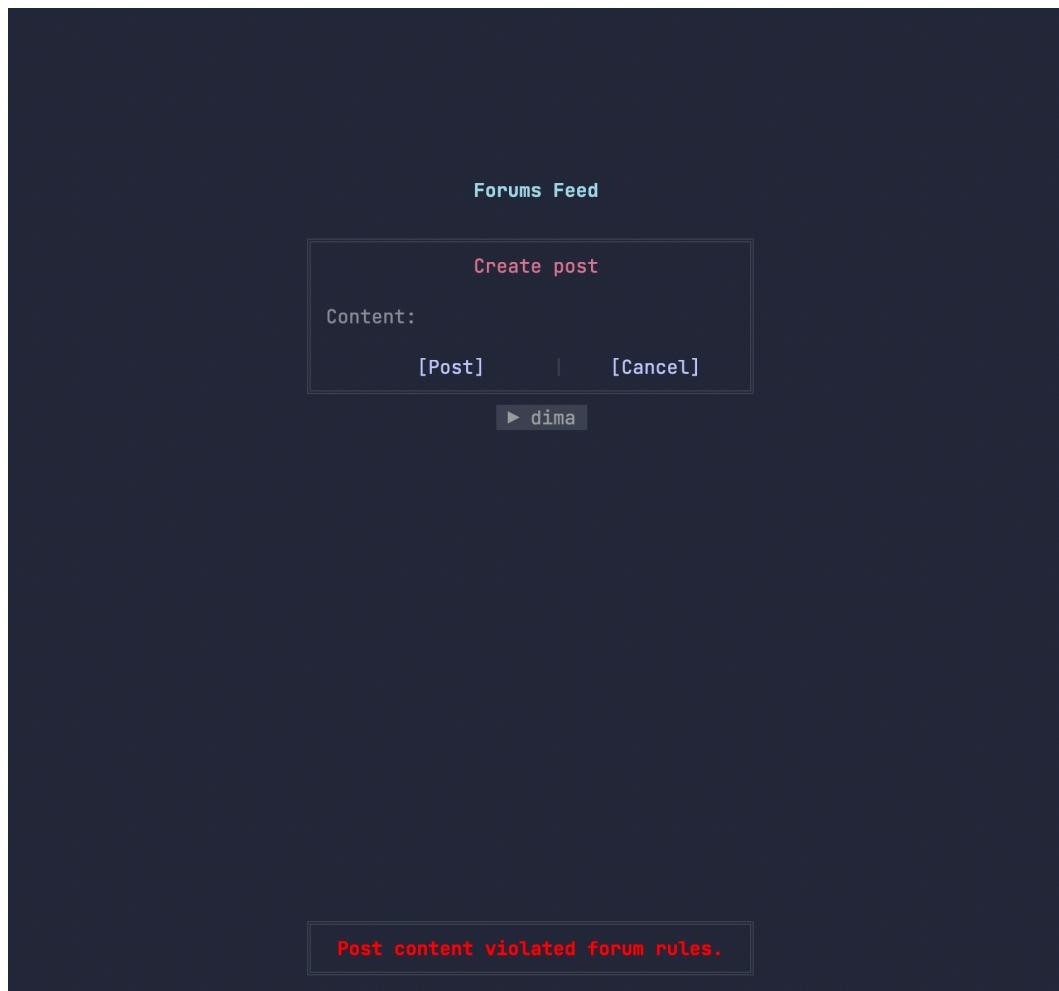 Forums Feed
Create post
Content:
[Post] | [Cancel]
▶ dima
Post content violated forum rules.